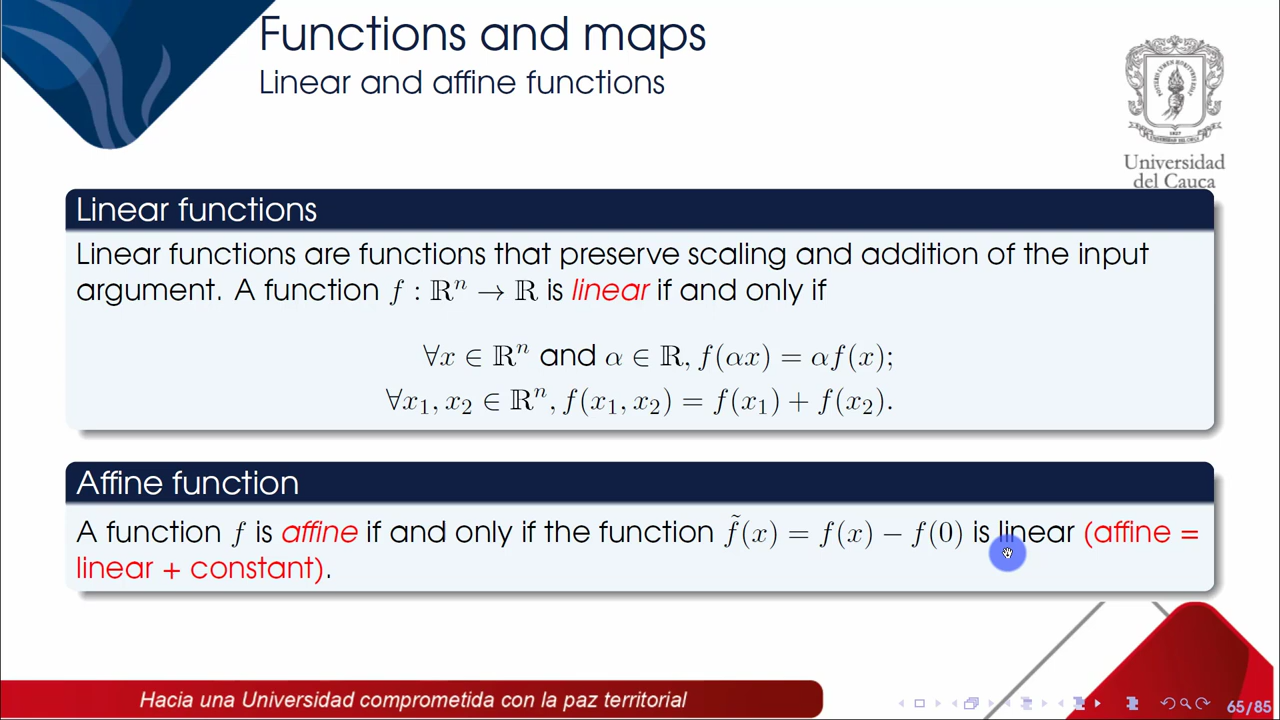 Functions and maps
Linear and affine functions
Universidad
del Cauca
Linear functions
Linear functions are functions that preserve scaling and addition of the input
argument. A function f : ℝⁿ → ℝ is linear if and only if
∀x ∈ ℝⁿ and α ∈ ℝ, f(αx) = αf(x);
∀x₁, x₂ ∈ ℝⁿ, f(x₁, x₂) = f(x₁) + f(x₂).
Affine function
A function f is affine if and only if the function f̃(x) = f(x) − f(0) is linear (affine =
linear + constant).
Hacia una Universidad comprometida con la paz territorial
65/85